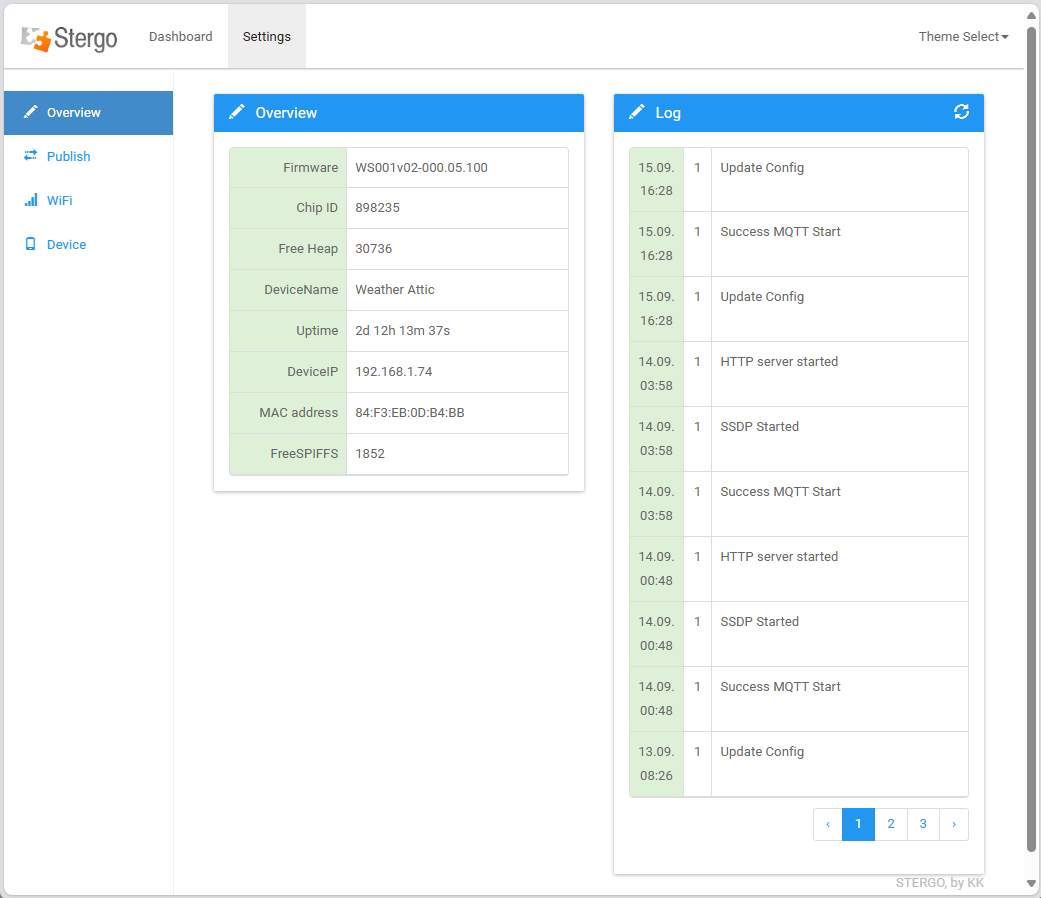 Stergo
Dashboard
Settings
Theme Select
Overview
Publish
WiFi
Device
Overview
Firmware WS001v02-000.05.100
Chip ID 898235
Free Heap 30736
DeviceName Weather Attic
Uptime 2d 12h 13m 37s
DeviceIP 192.168.1.74
MAC address 84:F3:EB:0D:B4:BB
FreeSPIFFS 1852
Log
15.09. 1 Update Config
16:28
15.09. 1 Success MQTT Start
16:28
15.09. 1 Update Config
16:28
14.09. 1 HTTP server started
03:58
14.09. 1 SSDP Started
03:58
14.09. 1 Success MQTT Start
03:58
14.09. 1 HTTP server started
00:48
14.09. 1 SSDP Started
00:48
14.09. 1 Success MQTT Start
00:48
13.09. 1 Update Config
08:26
‹ 1 2 3 ›
STERGO, by KK